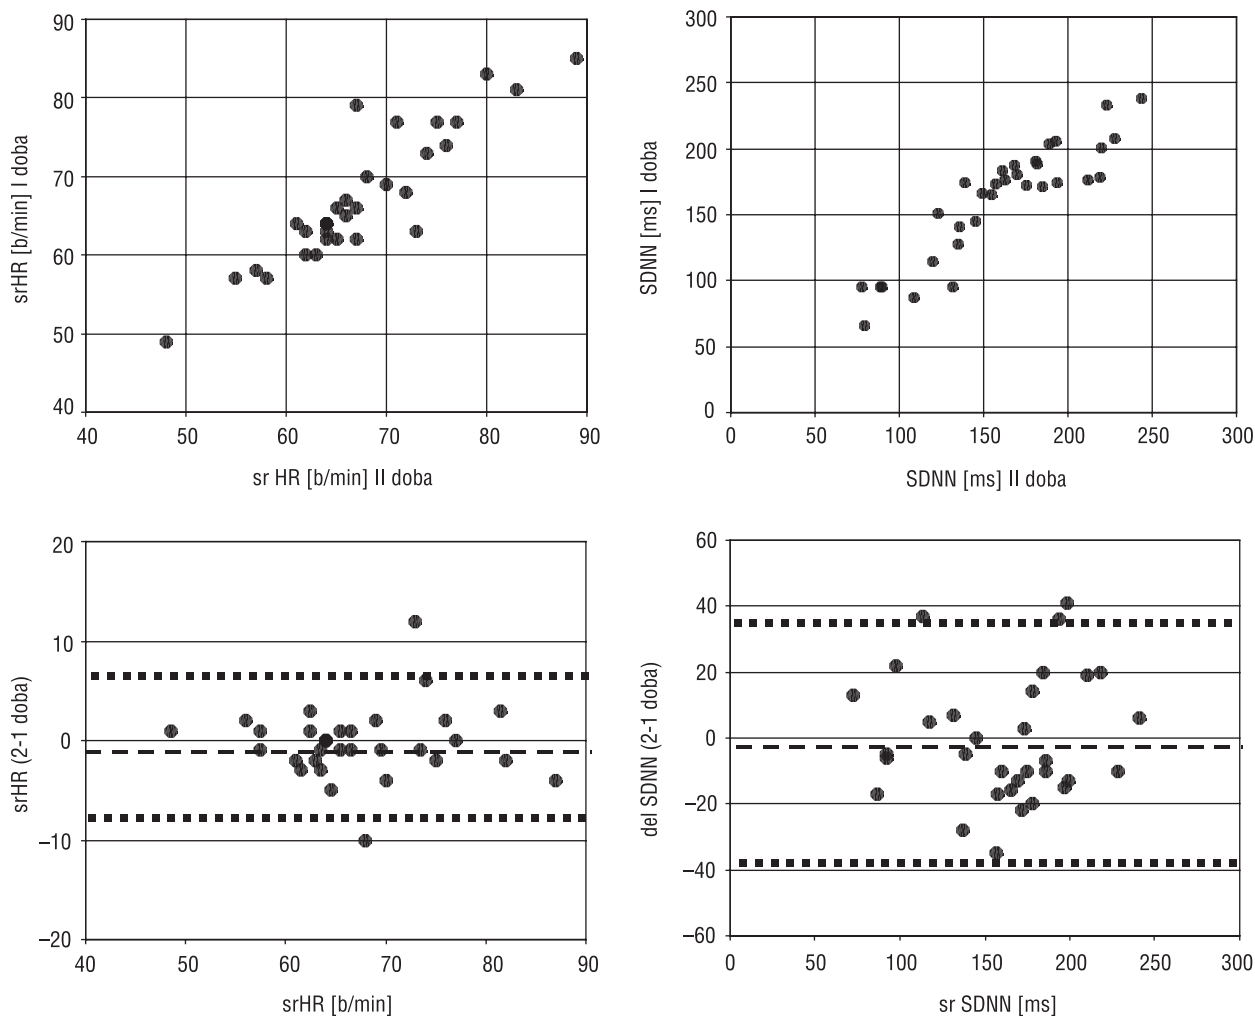 90
80
70
60
50
40
srHR [b/min] I doba
40 50 60 70 80 90
sr HR [b/min] II doba
300
250
200
150
100
50
0
SDNN [ms] I doba
0 50 100 150 200 250 300
SDNN [ms] II doba
20
10
0
–10
–20
srHR (2-1 doba)
40 50 60 70 80 90
srHR [b/min]
60
40
20
0
–20
–40
–60
del SDNN (2-1 doba)
0 50 100 150 200 250 300
sr SDNN [ms]